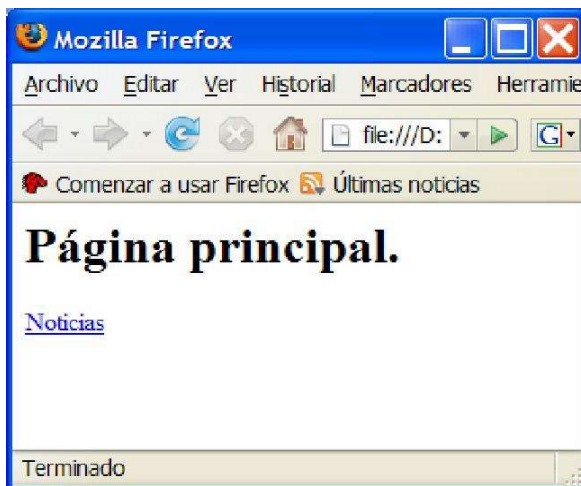 Mozilla Firefox
Archivo Editar Ver Historial Marcadores Herramie
file:///D: G
Comenzar a usar Firefox Últimas noticias
Página principal.
Noticias
Terminado